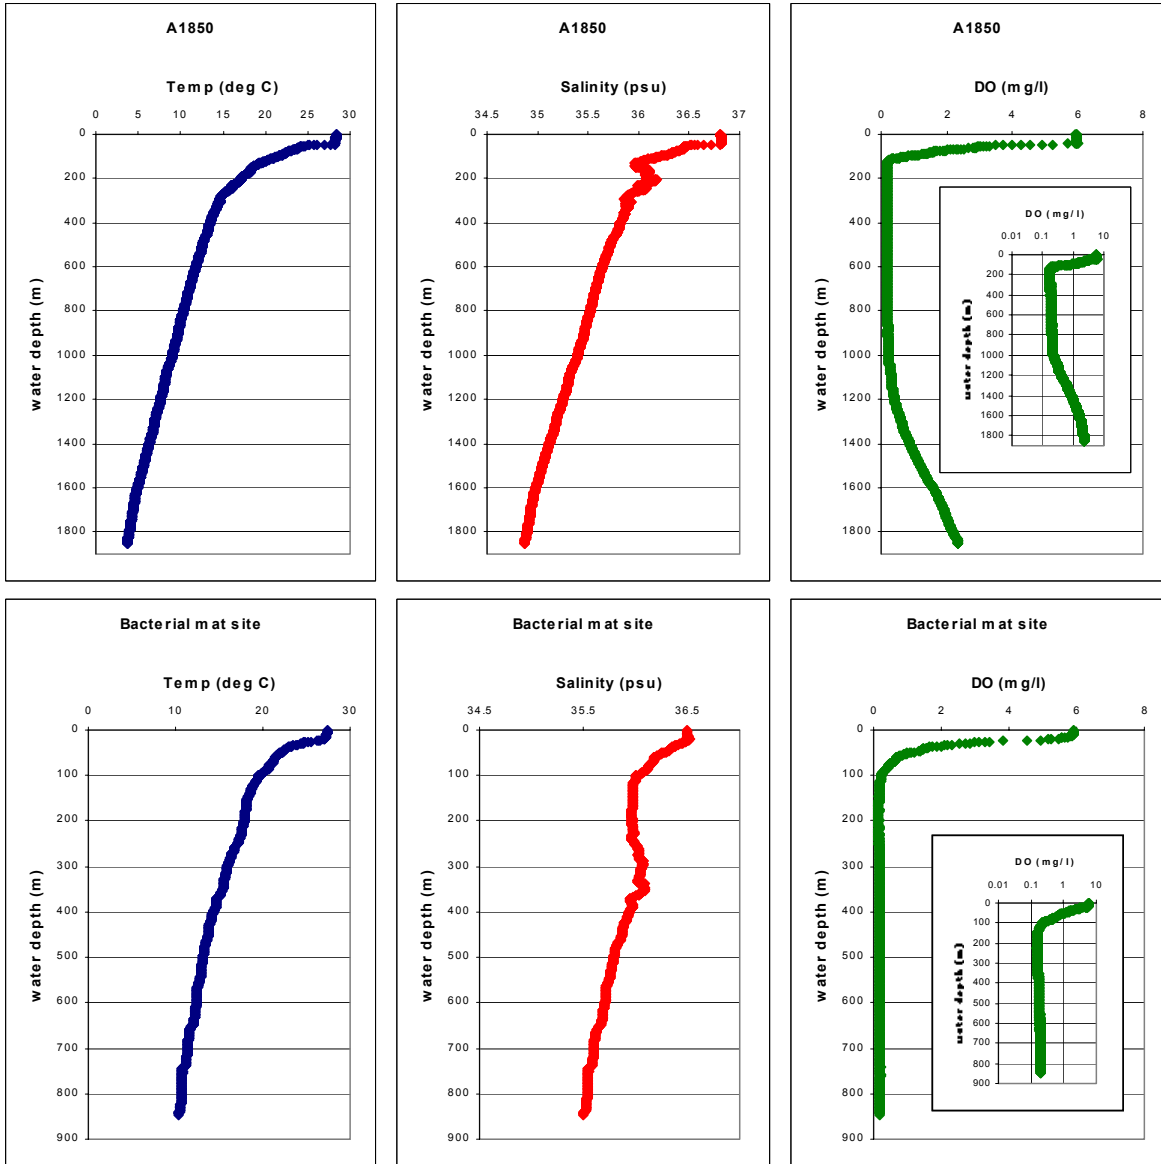 A1850
Temp (deg C)
0 5 10 15 20 25 30
0
200
400
600
800
1000
1200
1400
1600
1800
water depth (m)
A1850
Salinity (psu)
34.5 35 35.5 36 36.5 37
0
200
400
600
800
1000
1200
1400
1600
1800
water depth (m)
A1850
DO (mg/l)
0 2 4 6 8
0
200
400
600
800
1000
1200
1400
1600
1800
water depth (m)
DO (mg/l)
0.01 0.1 1 10
0
200
400
600
800
1000
1200
1400
1600
1800
water depth (m)
Bacterial mat site
Temp (deg C)
0 10 20 30
0
100
200
300
400
500
600
700
800
900
water depth (m)
Bacterial mat site
Salinity (psu)
34.5 35.5 36.5
0
100
200
300
400
500
600
700
800
900
water depth (m)
Bacterial mat site
DO (mg/l)
0 2 4 6 8
0
100
200
300
400
500
600
700
800
900
water depth (m)
DO (mg/l)
0.01 0.1 1 10
0
100
200
300
400
500
600
700
800
900
water depth (m)